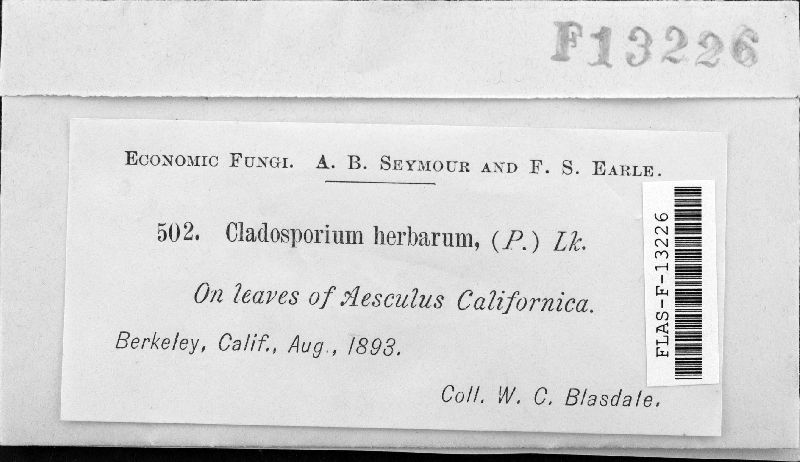 F13226
ECONOMIC FUNGI. A. B. SEYMOUR AND F. S. EARLE.
502. Cladosporium herbarum, (P.) Lk.
On leaves of Aesculus Californica.
Berkeley, Calif., Aug., 1893.
Coll. W. C. Blasdale.
FLAS-F-13226